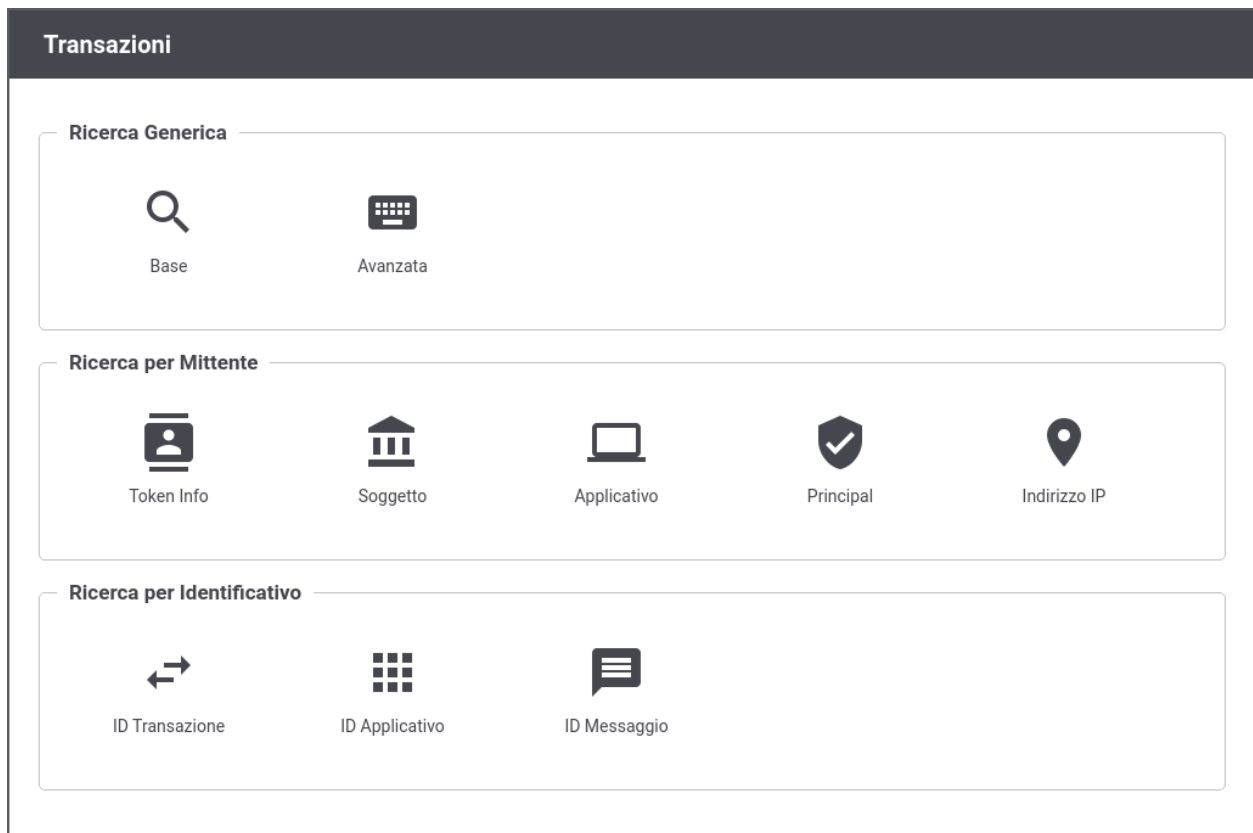 Transazioni
Ricerca Generica
Base
Avanzata
Ricerca per Mittente
Token Info
Soggetto
Applicativo
Principal
Indirizzo IP
Ricerca per Identificativo
ID Transazione
ID Applicativo
ID Messaggio